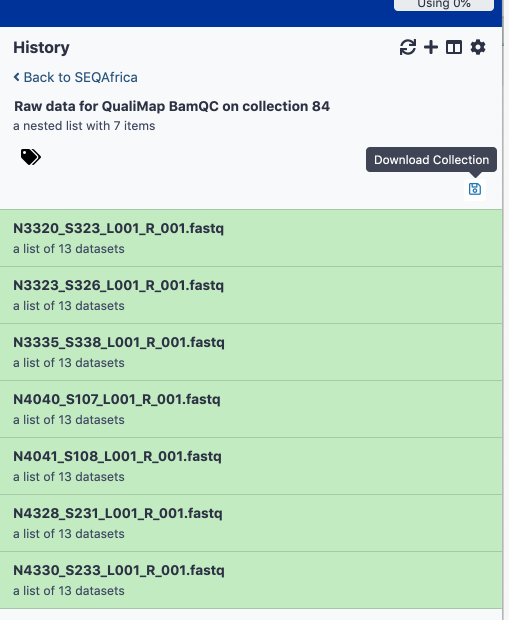 Using 0%
History
Back to SEQAfrica
Raw data for QualiMap BamQC on collection 84
a nested list with 7 items
Download Collection
N3320_S323_L001_R_001.fastq
a list of 13 datasets
N3323_S326_L001_R_001.fastq
a list of 13 datasets
N3335_S338_L001_R_001.fastq
a list of 13 datasets
N4040_S107_L001_R_001.fastq
a list of 13 datasets
N4041_S108_L001_R_001.fastq
a list of 13 datasets
N4328_S231_L001_R_001.fastq
a list of 13 datasets
N4330_S233_L001_R_001.fastq
a list of 13 datasets